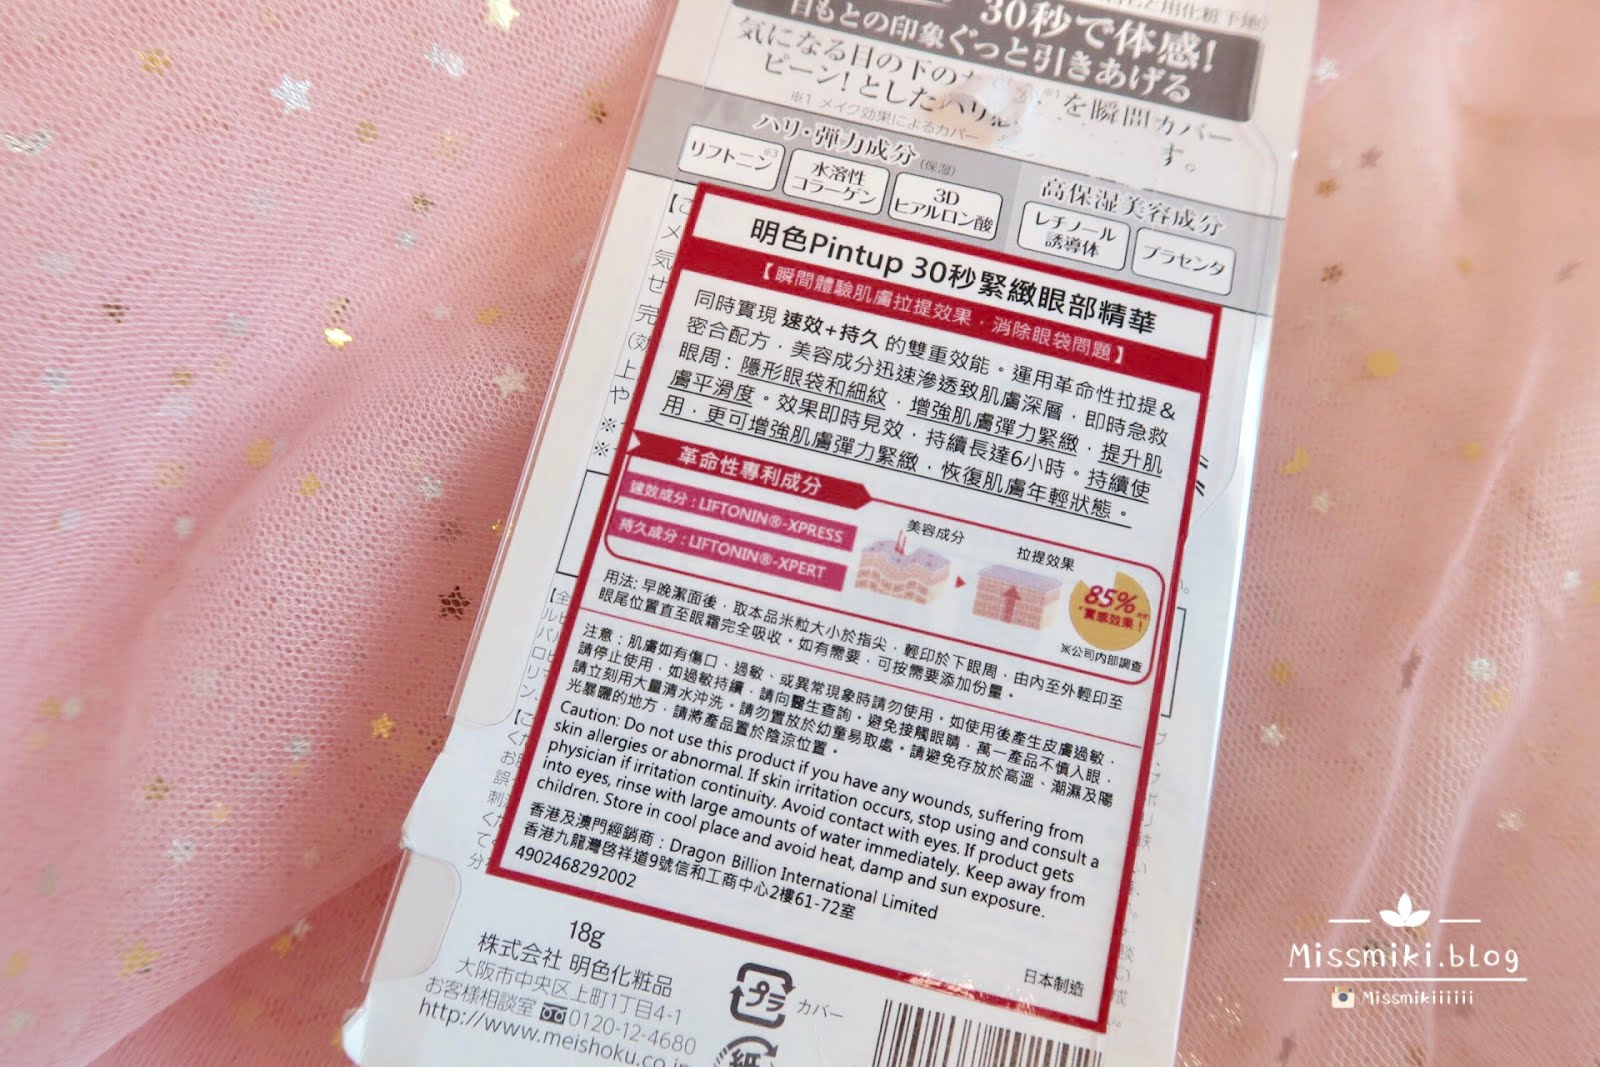 30秒で体感!
目もとの印象ぐっと引きあげる
気になる目の下の
を瞬間カバー
ピーン!としたハリ
す。
※1 メイク効果によるカバー
ハリ・弾力成分(保湿)
リフトニン※3
水溶性
コラーゲン
3D
ヒアルロン酸
高保湿美容成分
レチノール
誘導体
プラセンタ
明色Pintup 30秒緊緻眼部精華
【瞬間體驗肌膚拉提效果，消除眼袋問題】
同時實現 速效+持久 的雙重效能。運用革命性拉提&
密合配方，美容成分迅速滲透致肌膚深層，即時急救
眼周：隱形眼袋和細紋，增強肌膚彈力緊緻，提升肌
膚平滑度。效果即時見效，持續長達6小時。持續使
用，更可增強肌膚彈力緊緻，恢復肌膚年輕狀態。
革命性專利成分
速效成分：LIFTONIN®-XPRESS
持久成分：LIFTONIN®-XPERT
美容成分
拉提效果
85%
實感效果！
※公司內部調查
用法: 早晚潔面後，取本品米粒大小於指尖，輕印於下眼周，由內至外輕印至
眼尾位置直至眼霜完全吸收。如有需要，可按需要添加份量。
注意：肌膚如有傷口、過敏、或異常現象時請勿使用。如使用後產生皮膚過敏，
請停止使用，如過敏持續，請向醫生查詢。避免接觸眼睛，萬一產品不慎入眼，
請立刻用大量清水沖洗。請勿置放於幼童易取處。請避免存放於高溫、潮濕及陽
光暴曬的地方，請將產品置於陰涼位置。
Caution: Do not use this product if you have any wounds, suffering from
skin allergies or abnormal. If skin irritation occurs, stop using and consult a
physician if irritation continuity. Avoid contact with eyes. If product gets
into eyes, rinse with large amounts of water immediately. Keep away from
children. Store in cool place and avoid heat, damp and sun exposure.
香港及澳門經銷商：Dragon Billion International Limited
香港九龍灣啓祥道9號信和工商中心2樓61-72室
4902468292002
日本制造
18g
株式会社 明色化粧品
大阪市中央区上町1丁目4-1
お客様相談室 0120-12-4680
http://www.meishoku.co.jp
プラ
カバー
紙
Missmiki.blog
Missmikiiiiii